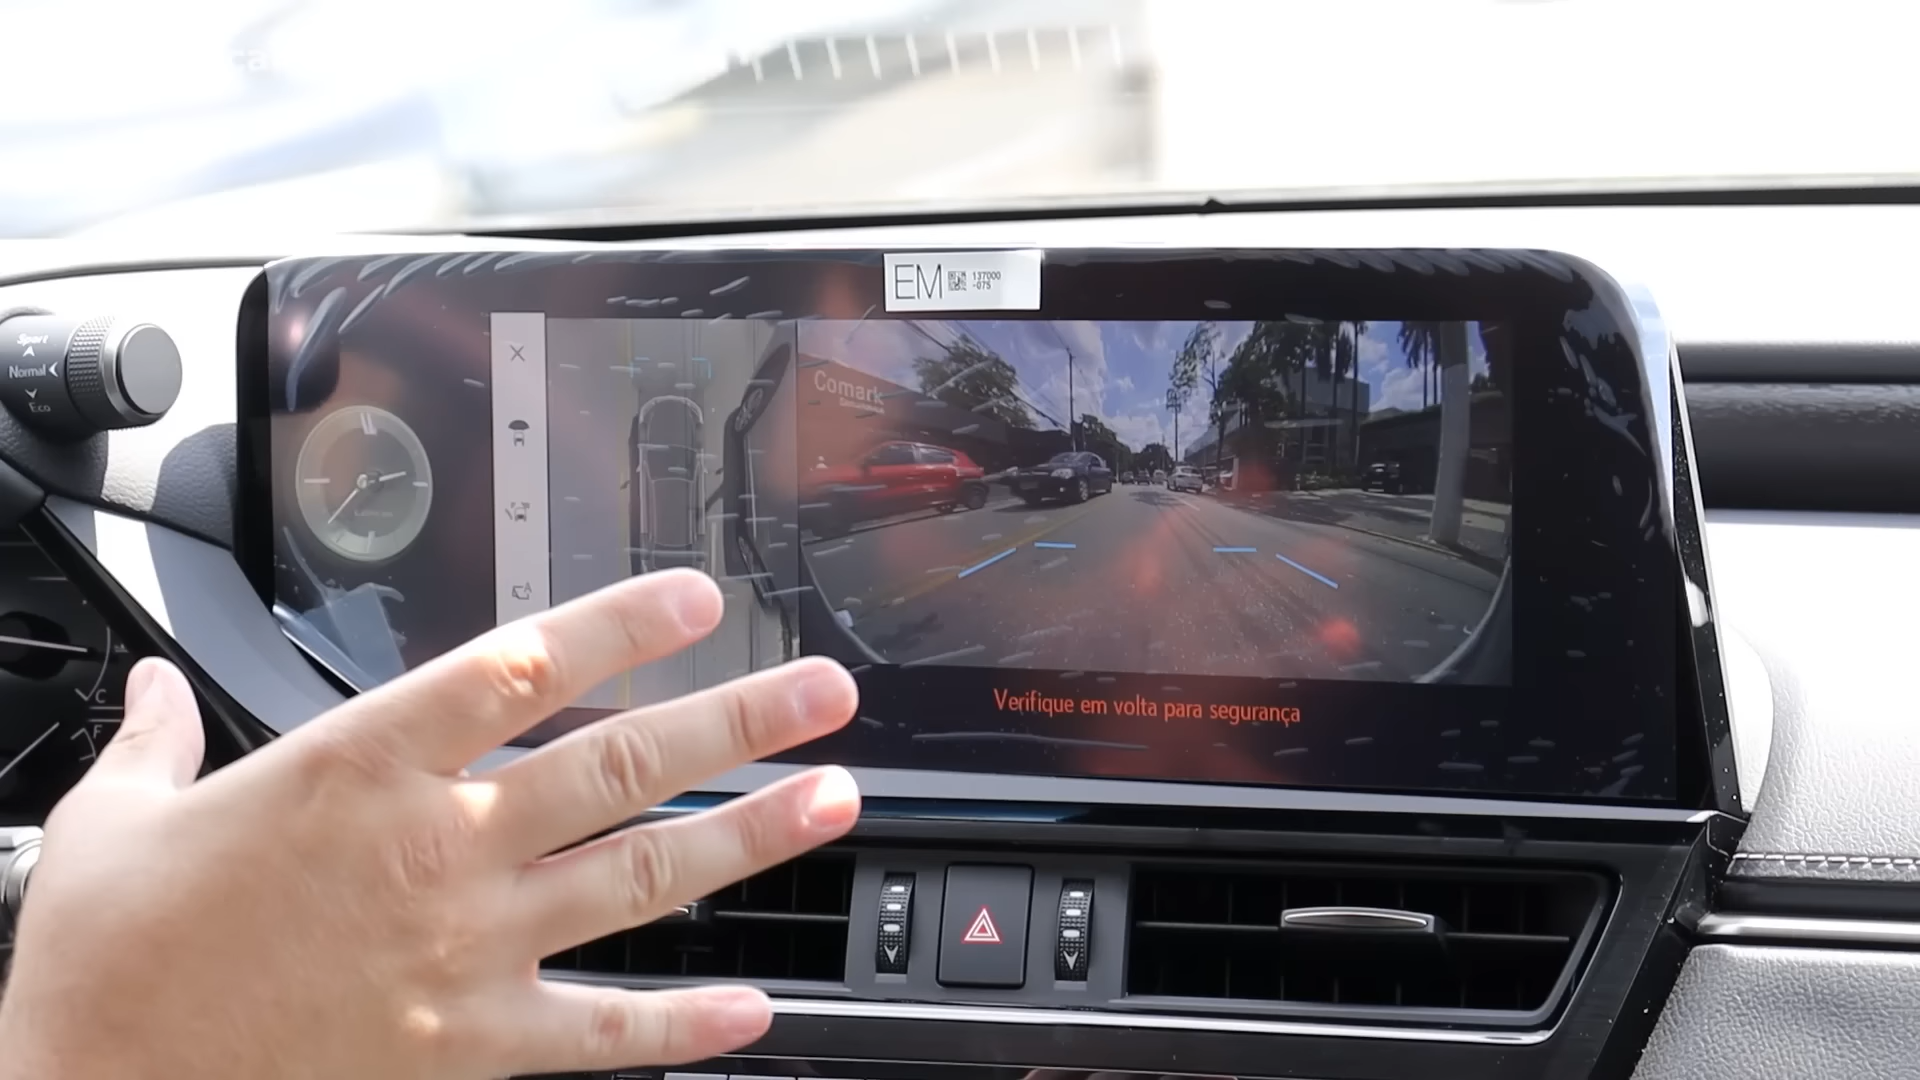 Sport
Normal
Eco
EM
137000
-075
Comark
Verifique em volta para segurança
C
F